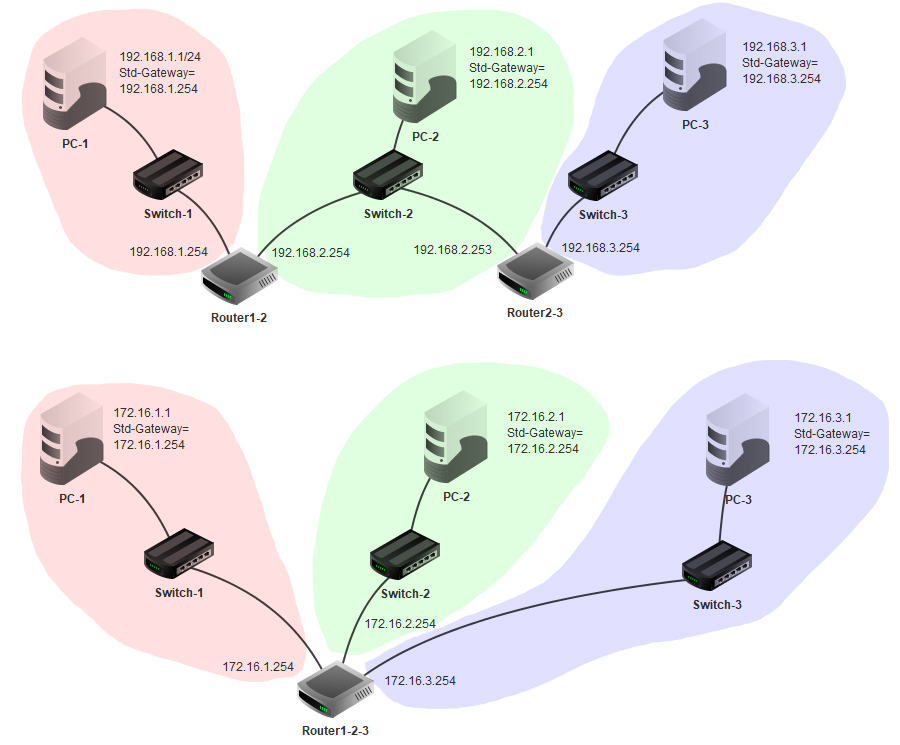 192.168.1.1/24
Std-Gateway=
192.168.1.254
PC-1
192.168.2.1
Std-Gateway=
192.168.2.254
PC-2
192.168.3.1
Std-Gateway=
192.168.3.254
PC-3
Switch-1
Switch-2
Switch-3
192.168.1.254
192.168.2.254
192.168.2.253
192.168.3.254
Router1-2
Router2-3
172.16.1.1
Std-Gateway=
172.16.1.254
PC-1
172.16.2.1
Std-Gateway=
172.16.2.254
PC-2
172.16.3.1
Std-Gateway=
172.16.3.254
PC-3
Switch-1
Switch-2
Switch-3
172.16.2.254
172.16.1.254
172.16.3.254
Router1-2-3